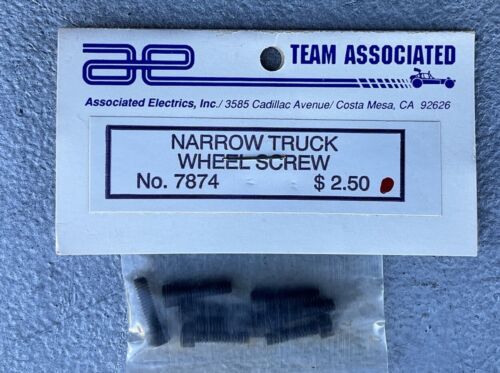 ae TEAM ASSOCIATED
Associated Electrics, Inc./ 3585 Cadillac Avenue/ Costa Mesa, CA 92626
NARROW TRUCK
WHEEL SCREW
No. 7874 $ 2.50